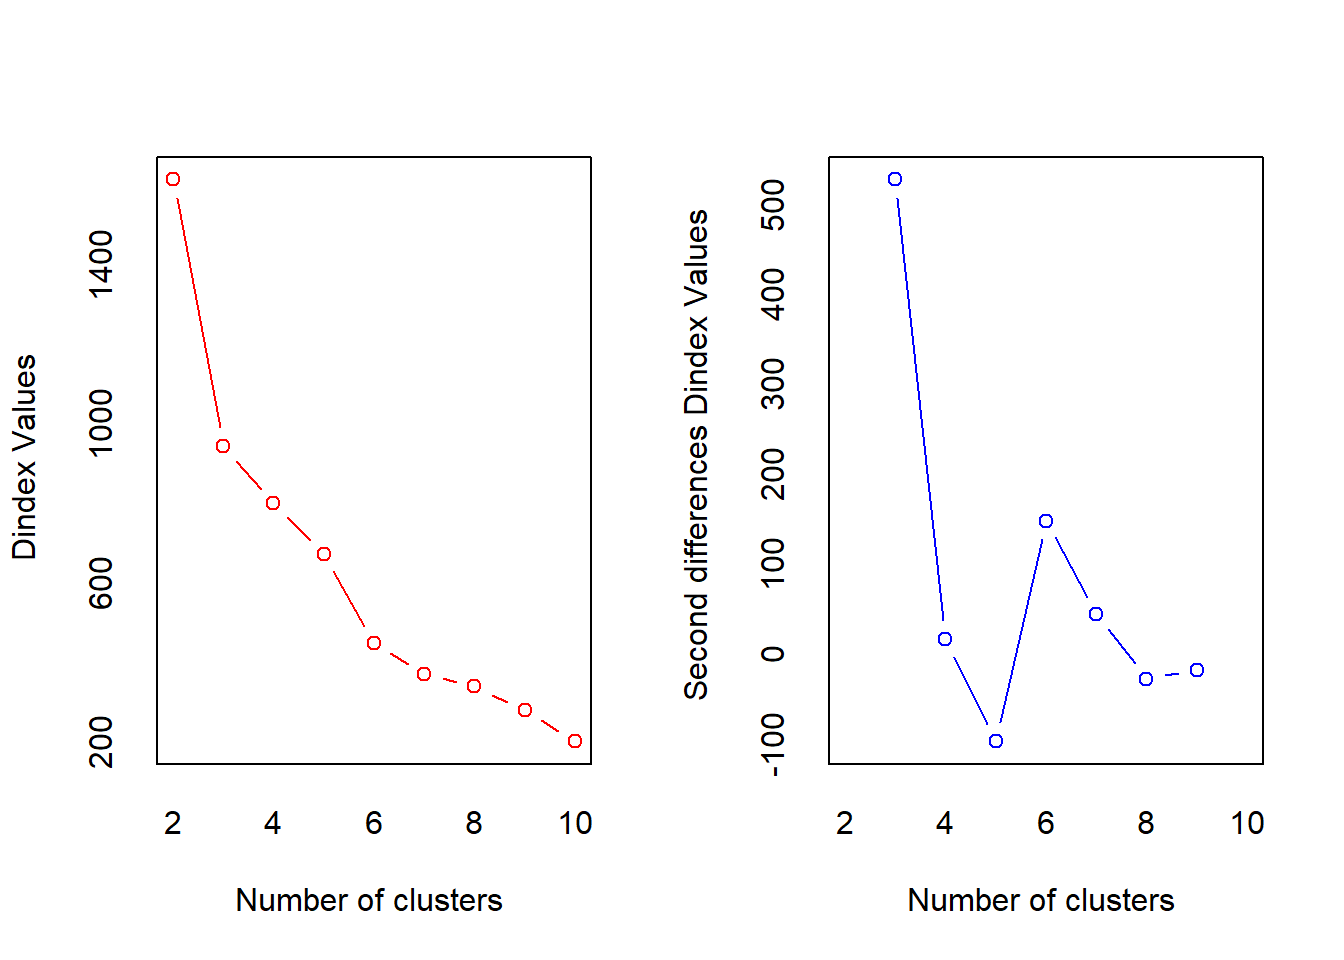 Dindex Values
1400
1000
600
200
2 4 6 8 10
Number of clusters
Second differences Dindex Values
500
400
300
200
100
0
-100
2 4 6 8 10
Number of clusters